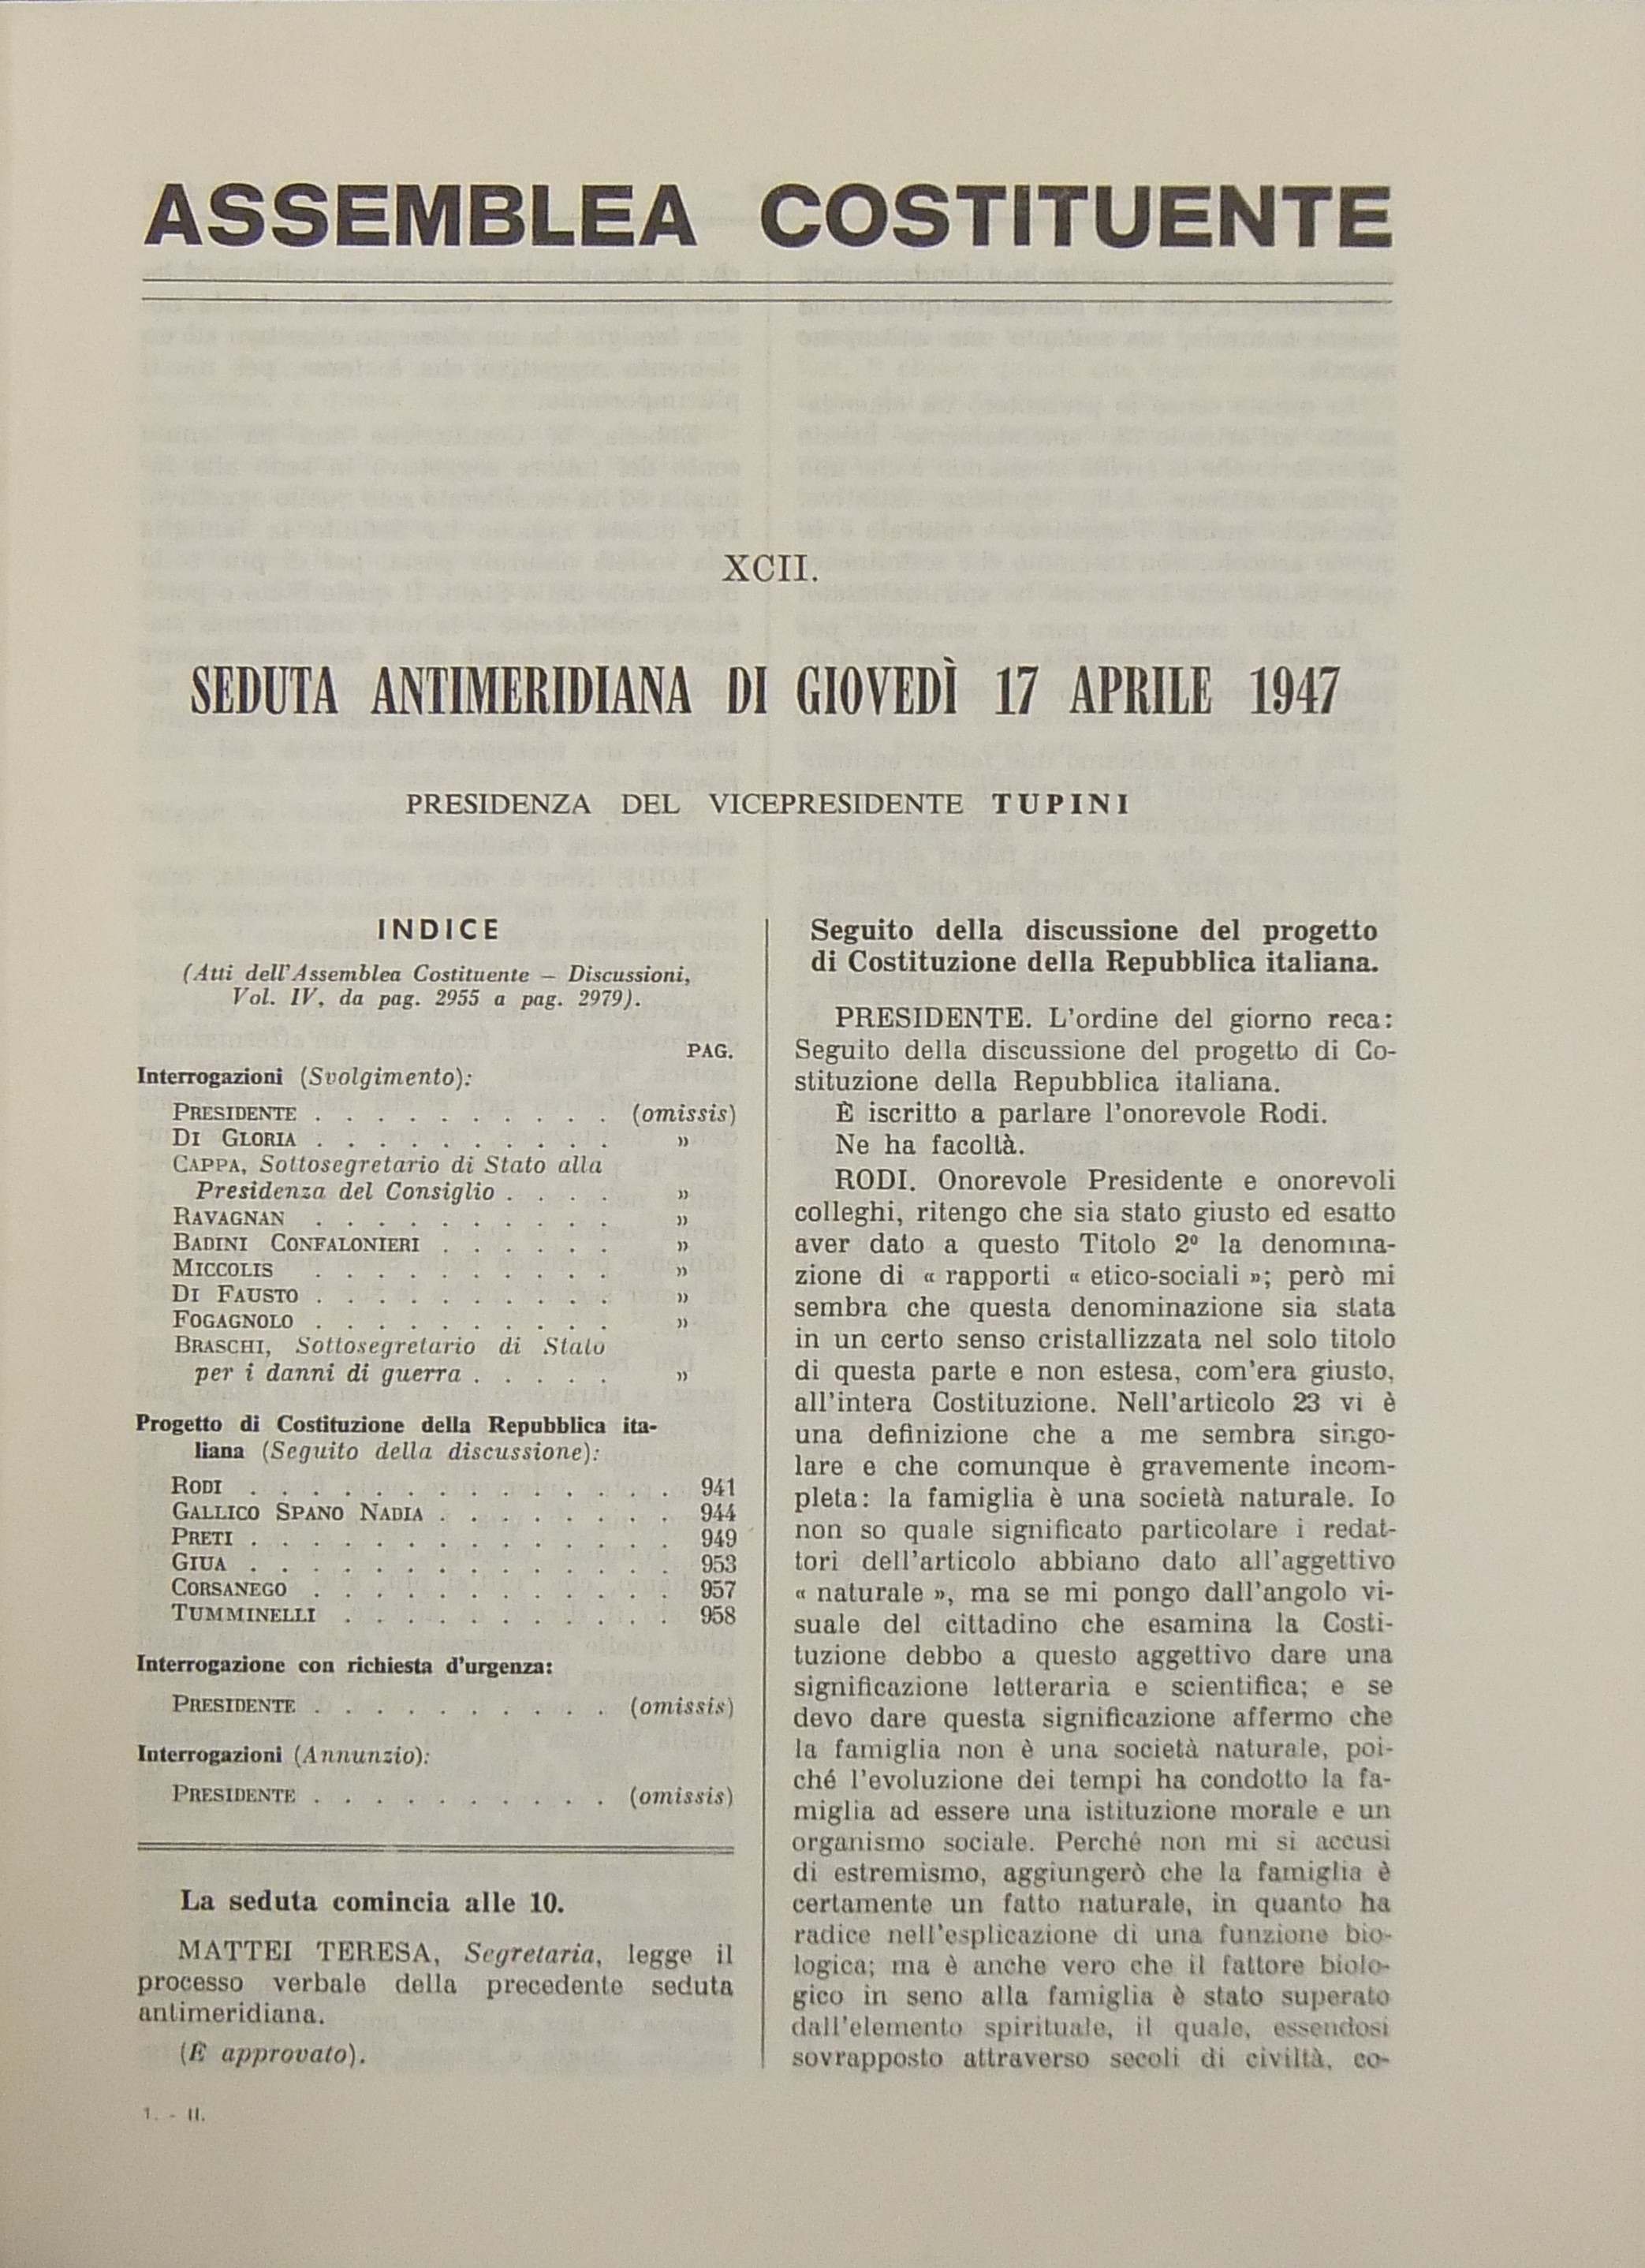 ASSEMBLEA COSTITUENTE
XCII.
SEDUTA ANTIMERIDIANA DI GIOVEDÌ 17 APRILE 1947
PRESIDENZA DEL VICEPRESIDENTE TUPINI
INDICE
(Atti dell'Assemblea Costituente – Discussioni,
Vol. IV, da pag. 2955 a pag. 2979).
PAG.
Interrogazioni (Svolgimento):
PRESIDENTE . . . . . . . . . . (omissis)
DI GLORIA . . . . . . . . . . »
CAPPA, Sottosegretario di Stato alla
Presidenza del Consiglio . . . . »
RAVAGNAN . . . . . . . . . . »
BADINI CONFALONIERI . . . . . . »
MICCOLIS . . . . . . . . . . »
DI FAUSTO . . . . . . . . . . »
FOGAGNOLO . . . . . . . . . . »
BRASCHI, Sottosegretario di Stato
per i danni di guerra . . . . . »
Progetto di Costituzione della Repubblica ita-
liana (Seguito della discussione):
RODI . . . . . . . . . . . . . . 941
GALLICO SPANO NADIA . . . . . . . . 944
PRETI . . . . . . . . . . . . . . 949
GIUA . . . . . . . . . . . . . . 953
CORSANEGO . . . . . . . . . . . . 957
TUMMINELLI . . . . . . . . . . . 958
Interrogazione con richiesta d'urgenza:
PRESIDENTE . . . . . . . . . . (omissis)
Interrogazioni (Annunzio):
PRESIDENTE . . . . . . . . . . (omissis)
La seduta comincia alle 10.
MATTEI TERESA, Segretaria, legge il
processo verbale della precedente seduta
antimeridiana.
(È approvato).
1. - II.
Seguito della discussione del progetto
di Costituzione della Repubblica italiana.
PRESIDENTE. L'ordine del giorno reca:
Seguito della discussione del progetto di Co-
stituzione della Repubblica italiana.
È iscritto a parlare l'onorevole Rodi.
Ne ha facoltà.
RODI. Onorevole Presidente e onorevoli
colleghi, ritengo che sia stato giusto ed esatto
aver dato a questo Titolo 2º la denomina-
zione di « rapporti « etico-sociali »; però mi
sembra che questa denominazione sia stata
in un certo senso cristallizzata nel solo titolo
di questa parte e non estesa, com'era giusto,
all'intera Costituzione. Nell'articolo 23 vi è
una definizione che a me sembra singo-
lare e che comunque è gravemente incom-
pleta: la famiglia è una società naturale. Io
non so quale significato particolare i redat-
tori dell'articolo abbiano dato all'aggettivo
« naturale », ma se mi pongo dall'angolo vi-
suale del cittadino che esamina la Costi-
tuzione debbo a questo aggettivo dare una
significazione letteraria e scientifica; e se
devo dare questa significazione affermo che
la famiglia non è una società naturale, poi-
ché l'evoluzione dei tempi ha condotto la fa-
miglia ad essere una istituzione morale e un
organismo sociale. Perché non mi si accusi
di estremismo, aggiungerò che la famiglia è
certamente un fatto naturale, in quanto ha
radice nell'esplicazione di una funzione bio-
logica; ma è anche vero che il fattore biolo-
gico in seno alla famiglia è stato superato
dall'elemento spirituale, il quale, essendosi
sovrapposto attraverso secoli di civiltà, co-